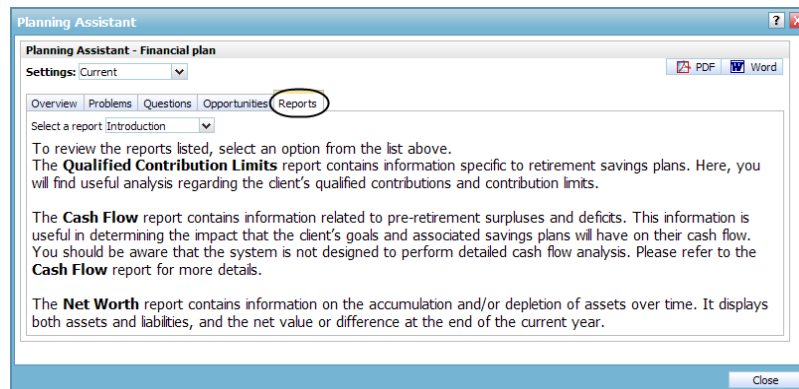 Planning Assistant
?
Planning Assistant - Financial plan
Settings: Current
PDF
Word
Overview Problems Questions Opportunities Reports
Select a report Introduction
To review the reports listed, select an option from the list above.
The Qualified Contribution Limits report contains information specific to retirement savings plans. Here, you
will find useful analysis regarding the client's qualified contributions and contribution limits.
The Cash Flow report contains information related to pre-retirement surpluses and deficits. This information is
useful in determining the impact that the client's goals and associated savings plans will have on their cash flow.
You should be aware that the system is not designed to perform detailed cash flow analysis. Please refer to the
Cash Flow report for more details.
The Net Worth report contains information on the accumulation and/or depletion of assets over time. It displays
both assets and liabilities, and the net value or difference at the end of the current year.
Close